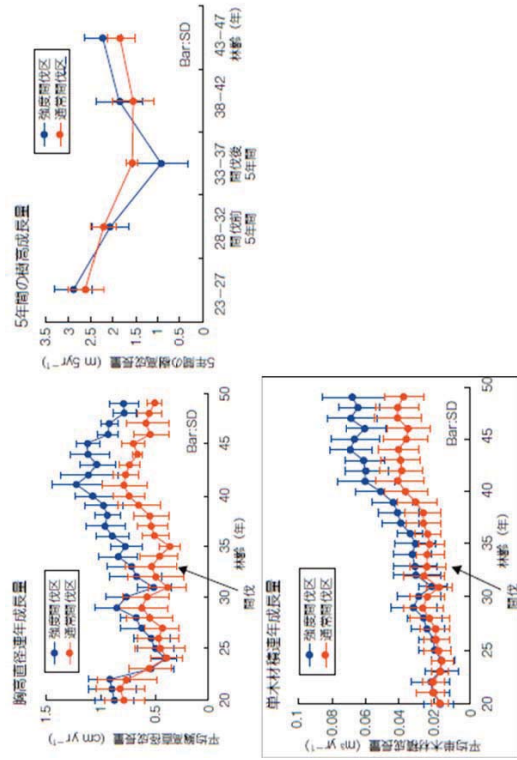 胸高直径連年成長量
平均胸高直径成長量
(cm yr⁻¹)
1.5
1
0.5
0
強度間伐区
通常間伐区
Bar:SD
20
25
30
35
40
45
50
林齢 (年)
間伐
5年間の樹高成長量
5年間の樹高成長量 (m 5yr⁻¹)
3.5
3
2.5
2
1.5
1
0.5
0
強度間伐区
通常間伐区
Bar:SD
23−27
28−32
33−37
38−42
43−47
間伐前
5年間
間伐後
5年間
林齢 (年)
単木材積連年成長量
平均単木材積成長量
(m³ yr⁻¹)
0.1
0.08
0.06
0.04
0.02
0
強度間伐区
通常間伐区
Bar:SD
20
25
30
35
40
45
50
林齢 (年)
間伐